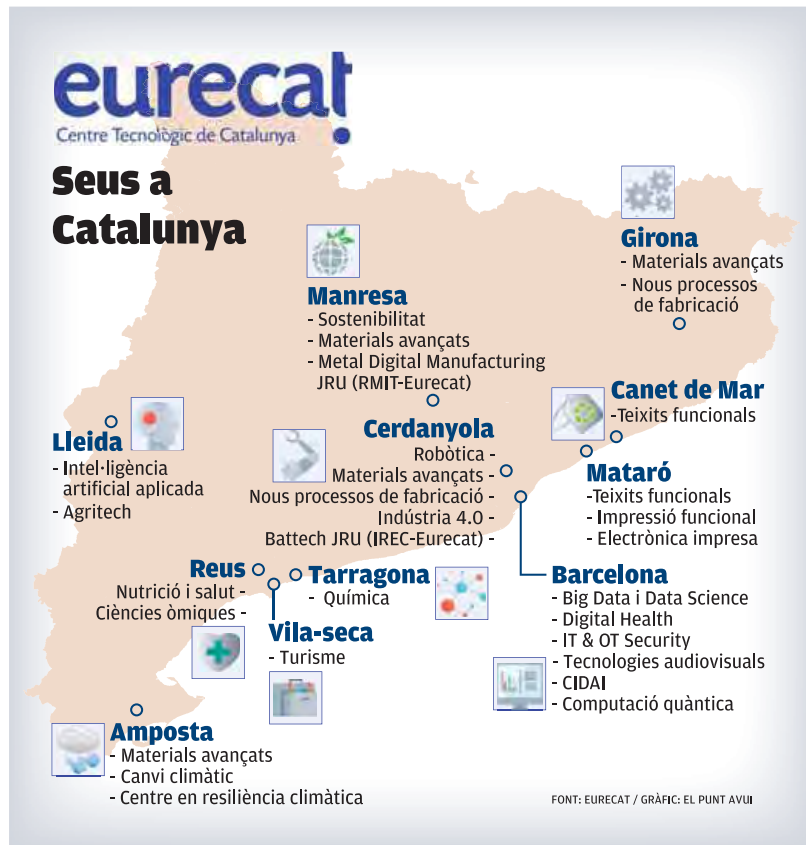 eurecat
Centre Tecnològic de Catalunya
Seus a
Catalunya
Girona
- Materials avançats
- Nous processos
de fabricació
Manresa
- Sostenibilitat
- Materials avançats
- Metal Digital Manufacturing
JRU (RMIT-Eurecat)
Canet de Mar
-Teixits funcionals
Lleida
- Intel·ligència
artificial aplicada
- Agritech
Cerdanyola
Robòtica -
Materials avançats -
Nous processos de fabricació -
Indústria 4.0 -
Battech JRU (IREC-Eurecat) -
Mataró
-Teixits funcionals
- Impressió funcional
- Electrònica impresa
Reus
Nutrició i salut -
Ciències òmiques -
Tarragona
- Química
Vila-seca
- Turisme
Barcelona
- Big Data i Data Science
- Digital Health
- IT & OT Security
- Tecnologies audiovisuals
- CIDAI
- Computació quàntica
Amposta
- Materials avançats
- Canvi climàtic
- Centre en resiliència climàtica
FONT: EURECAT / GRÀFIC: EL PUNT AVUI